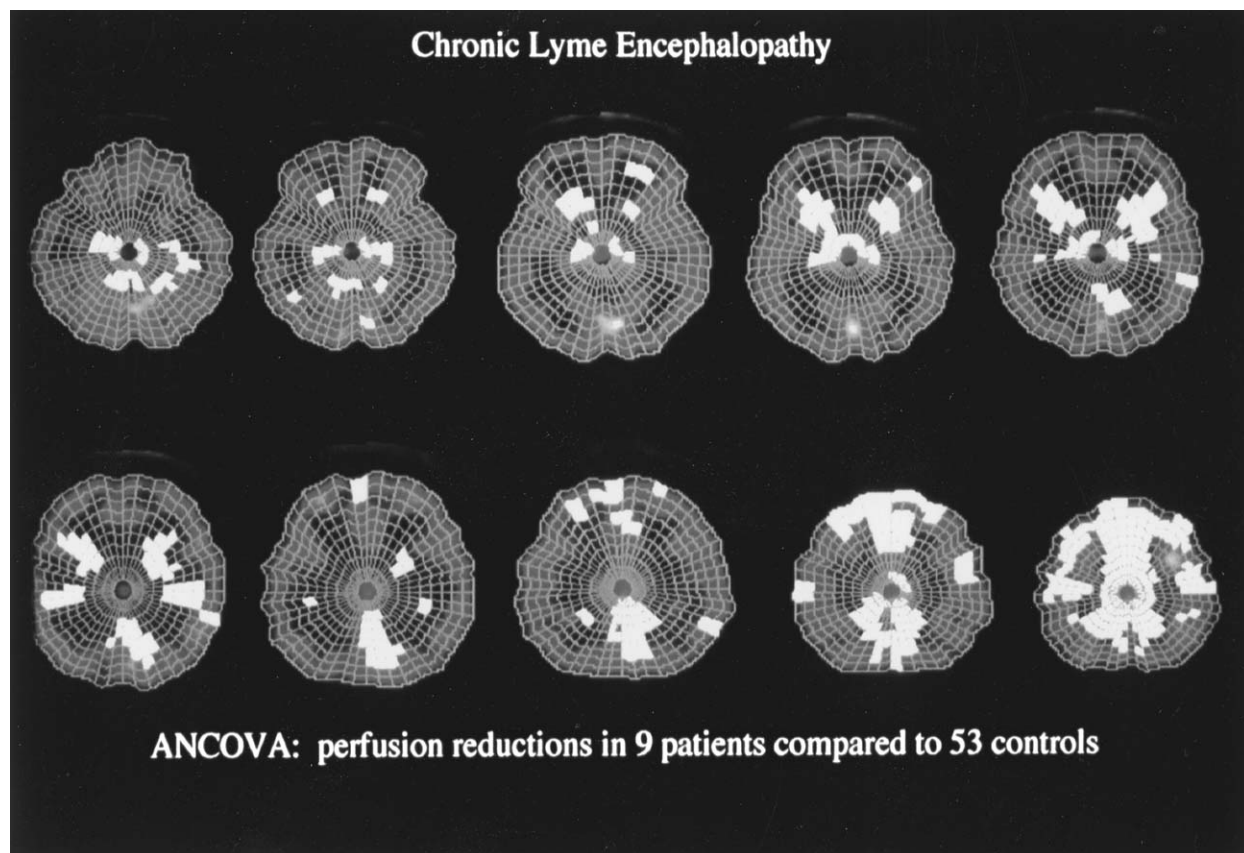 Chronic Lyme Encephalopathy
ANCOVA: perfusion reductions in 9 patients compared to 53 controls